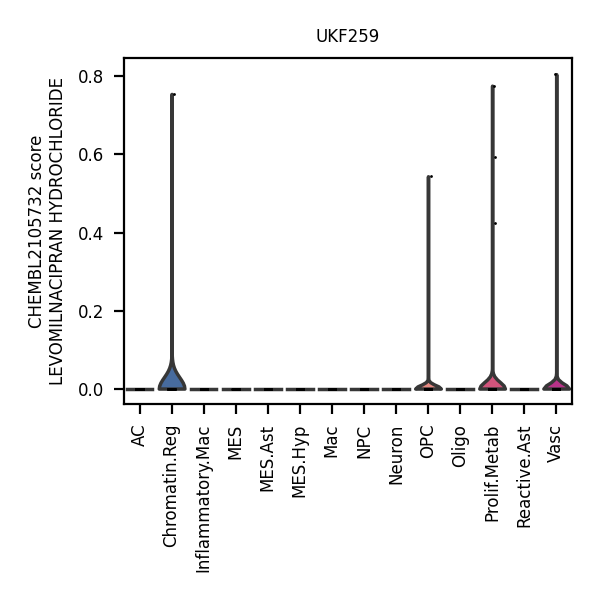 UKF259
CHEMBL2105732 score
LEVOMILNACIPRAN HYDROCHLORIDE
0.8
0.6
0.4
0.2
0.0
AC
Chromatin.Reg
Inflammatory.Mac
MES
MES.Ast
MES.Hyp
Mac
NPC
Neuron
OPC
Oligo
Prolif.Metab
Reactive.Ast
Vasc